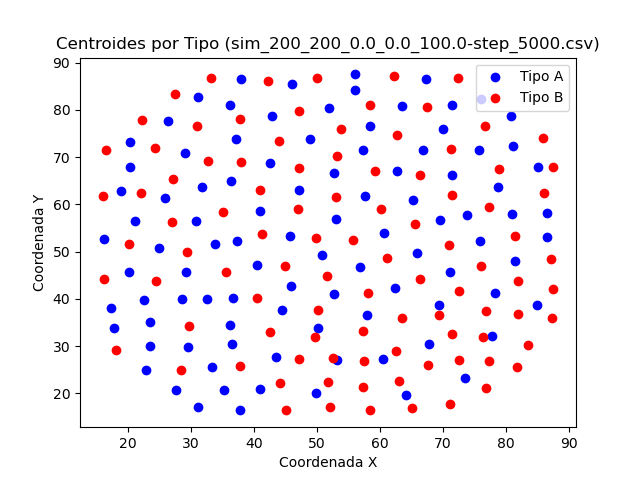 Centroides por Tipo (sim_200_200_0.0_0.0_100.0-step_5000.csv)
Tipo A
Tipo B
90
80
70
60
50
40
30
20
Coordenada Y
20 30 40 50 60 70 80 90
Coordenada X